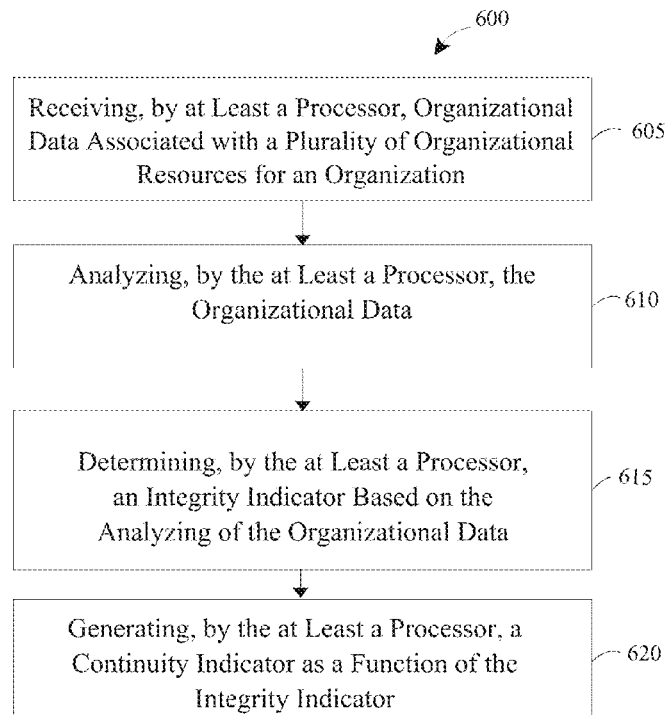 600
Receiving, by at Least a Processor, Organizational
Data Associated with a Plurality of Organizational
Resources for an Organization
605
Analyzing, by the at Least a Processor, the
Organizational Data
610
Determining, by the at Least a Processor,
an Integrity Indicator Based on the
Analyzing of the Organizational Data
615
Generating, by the at Least a Processor, a
Continuity Indicator as a Function of the
Integrity Indicator
620